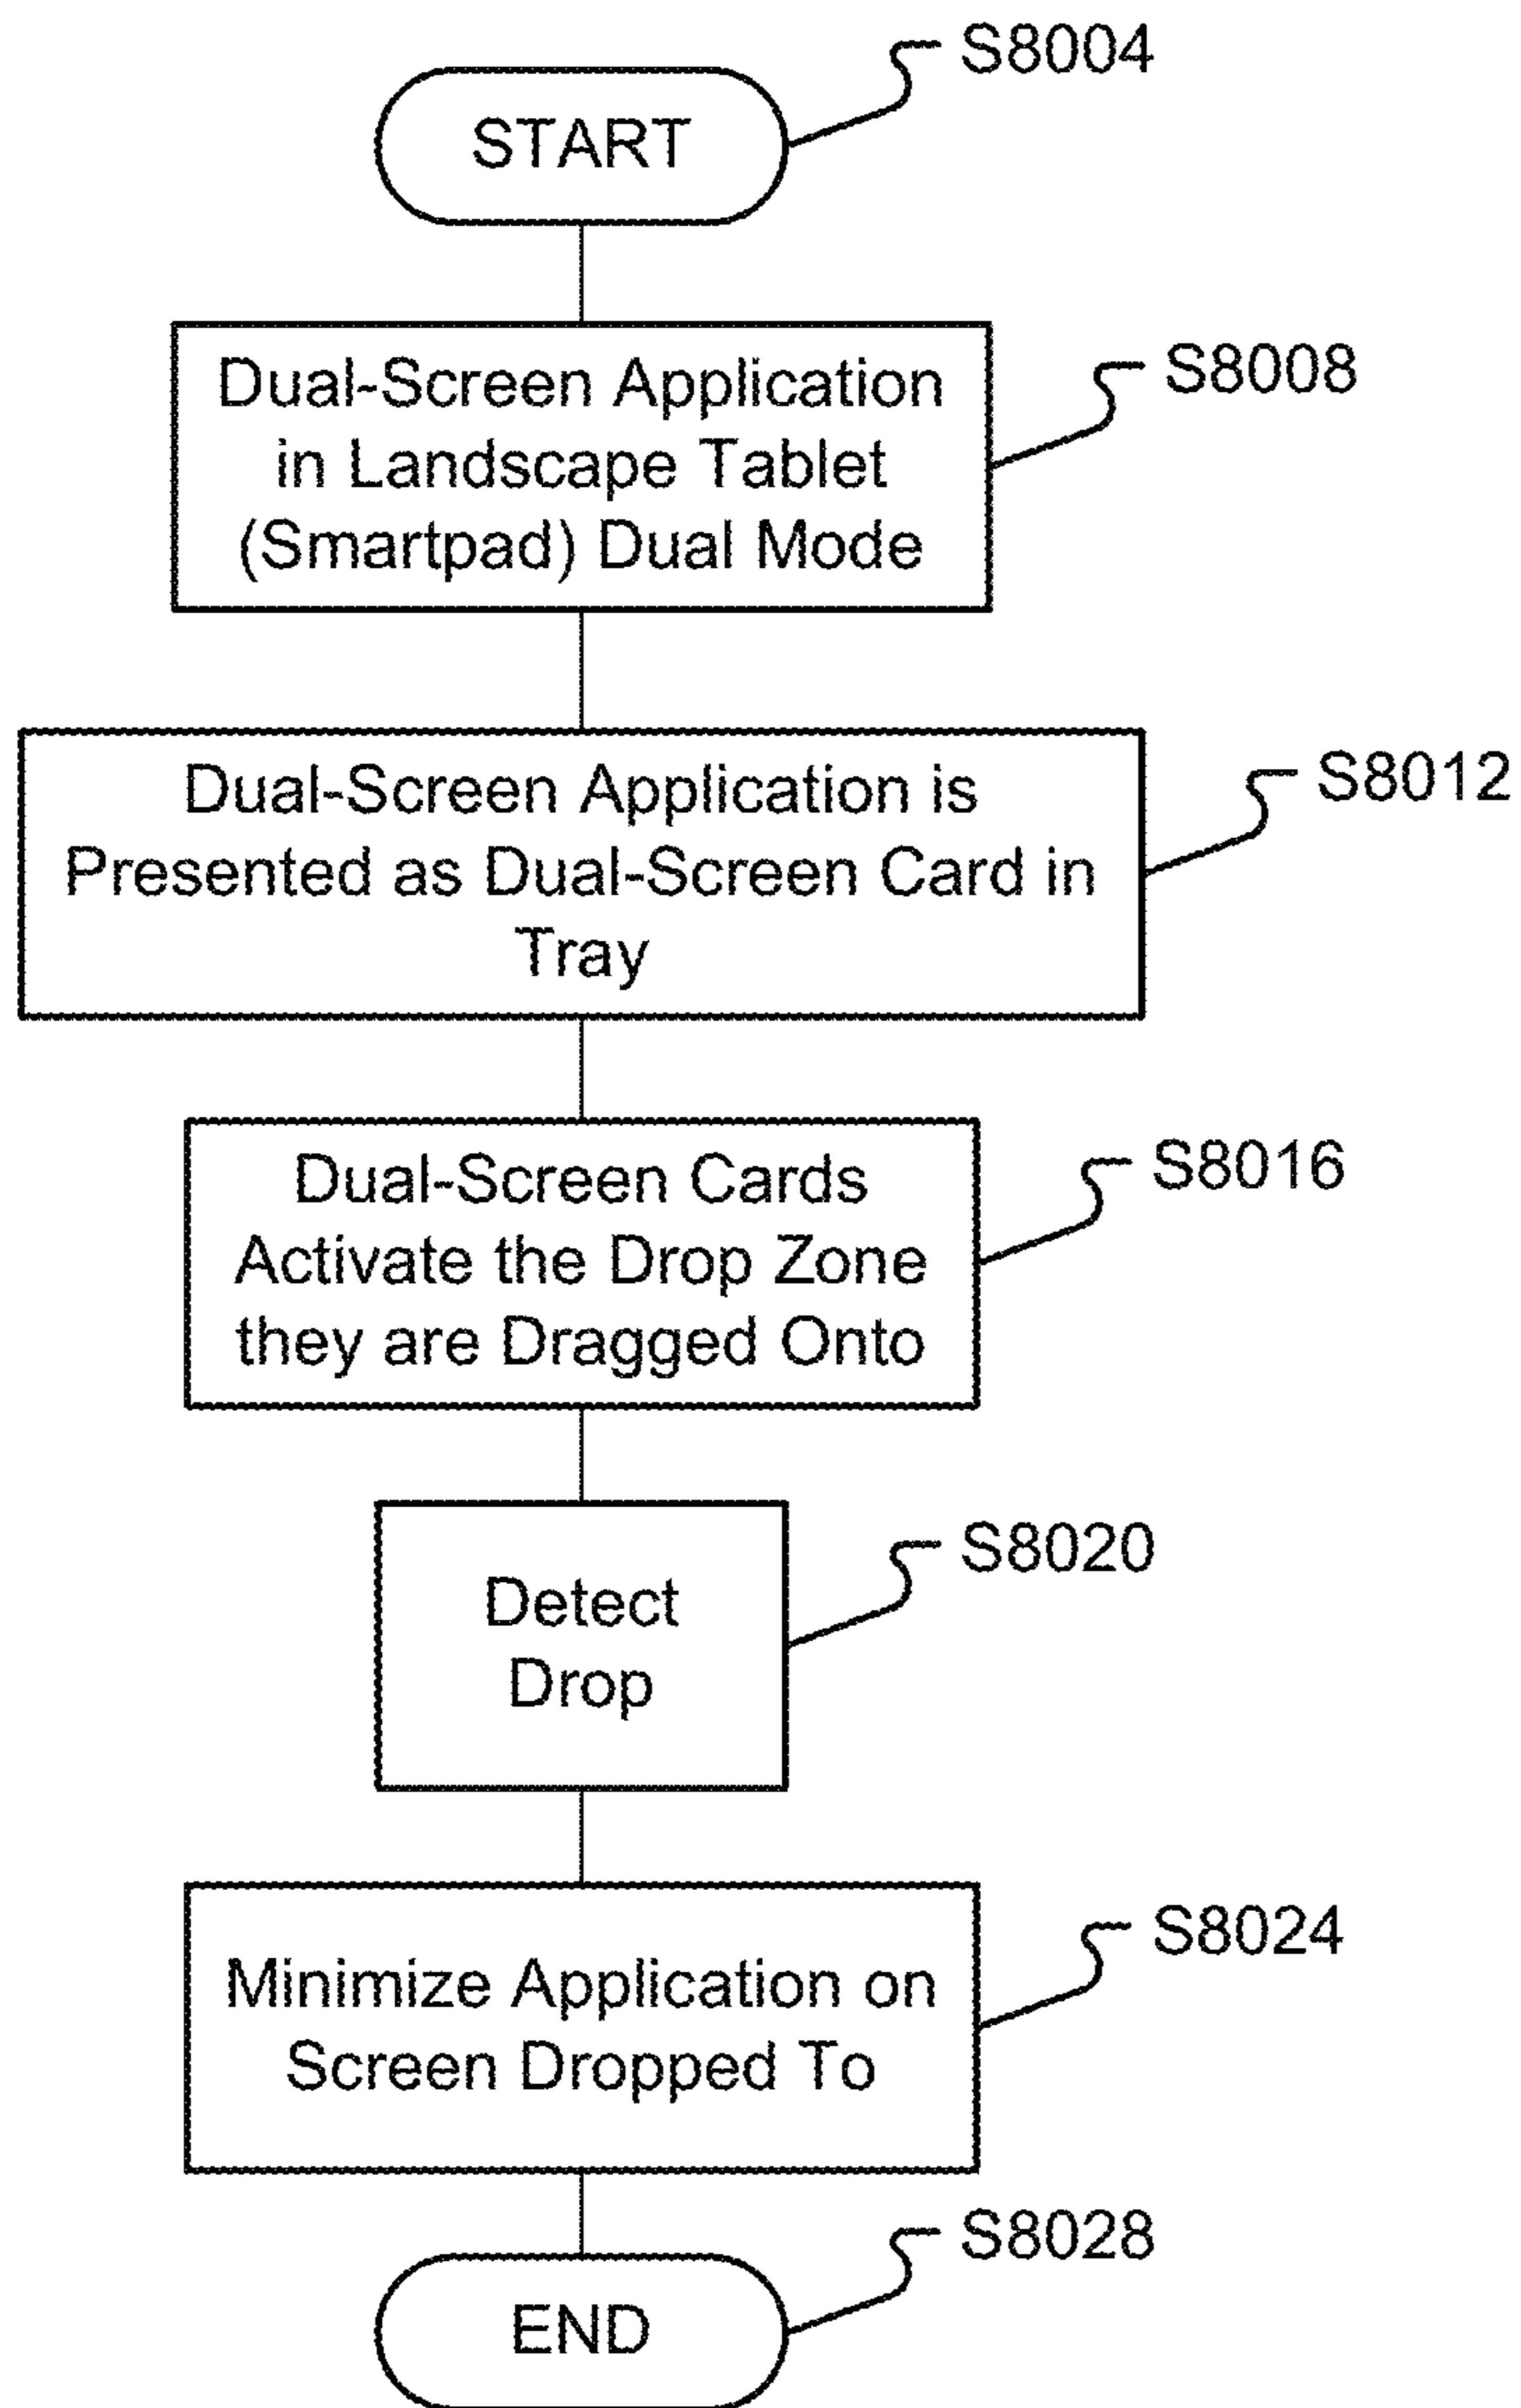 S8004
START
Dual-Screen Application
in Landscape Tablet
(Smartpad) Dual Mode
S8008
Dual-Screen Application is
Presented as Dual-Screen Card in
Tray
S8012
Dual-Screen Cards
Activate the Drop Zone
they are Dragged Onto
S8016
Detect
Drop
S8020
Minimize Application on
Screen Dropped To
S8024
END
S8028